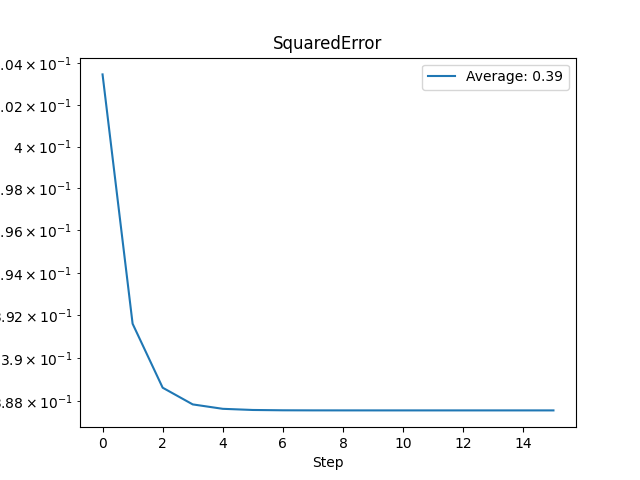 SquaredError
.04 × 10⁻¹
.02 × 10⁻¹
4 × 10⁻¹
.98 × 10⁻¹
.96 × 10⁻¹
.94 × 10⁻¹
3.92 × 10⁻¹
3.9 × 10⁻¹
3.88 × 10⁻¹
Average: 0.39
0 2 4 6 8 10 12 14
Step